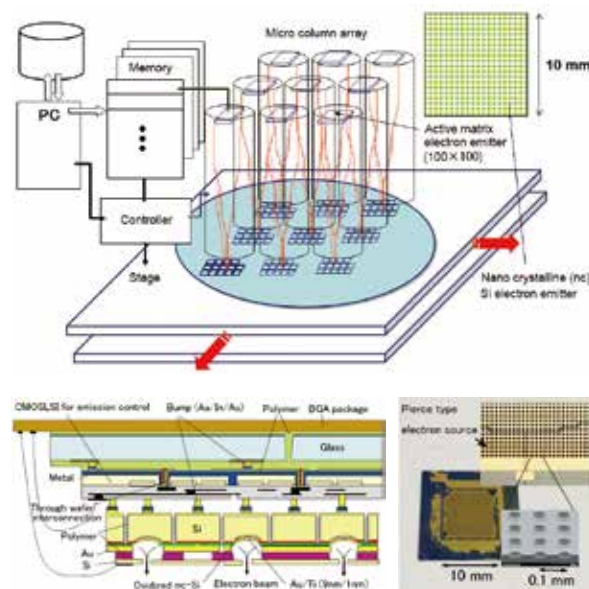 Micro column array
Memory
PC
10 mm
Active matrix
electron emitter
(100×100)
Controller
Stage
Nano crystalline (nc)
Si electron emitter
CMOSLSI for emission control
Bump (Au/Sn/Au)
Polymer
BGA package
Glass
Metal
Through wafer
interconnection
Polymer
Si
Au
Si
Oxidized nc-Si
Electron beam
Au/Ti (9nm/1nm)
Pierce type
electron source
10 mm
0.1 mm